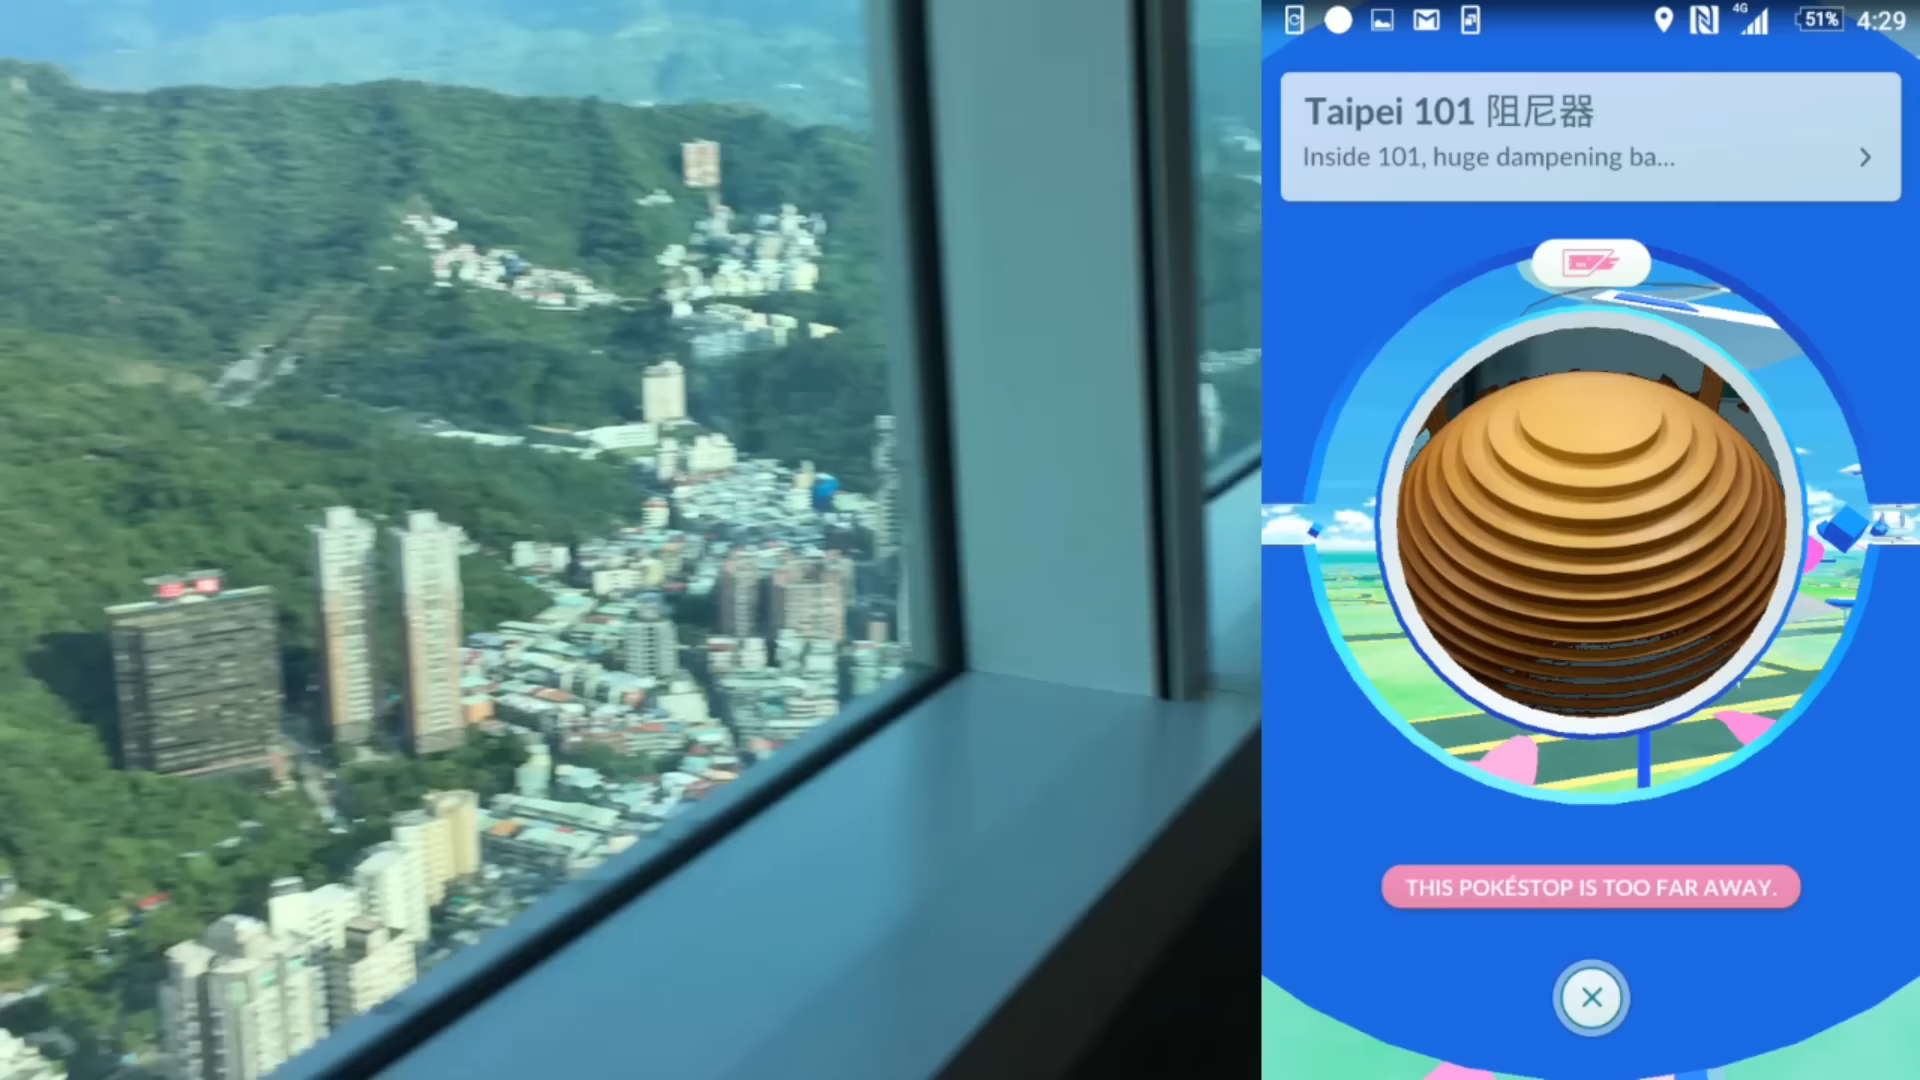 4G 51% 4:29
Taipei 101 阻尼器
Inside 101, huge dampening ba...
THIS POKÉSTOP IS TOO FAR AWAY.